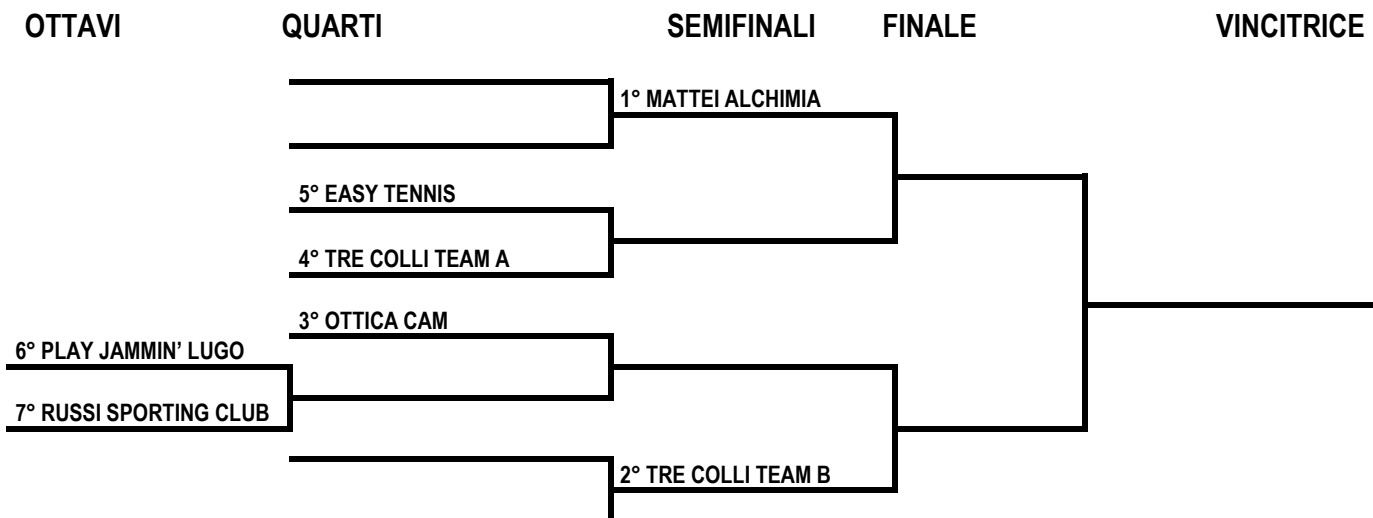 OTTAVI QUARTI SEMIFINALI FINALE VINCITRICE
1° MATTEI ALCHIMIA
5° EASY TENNIS
4° TRE COLLI TEAM A
3° OTTICA CAM
6° PLAY JAMMIN’ LUGO
7° RUSSI SPORTING CLUB
2° TRE COLLI TEAM B